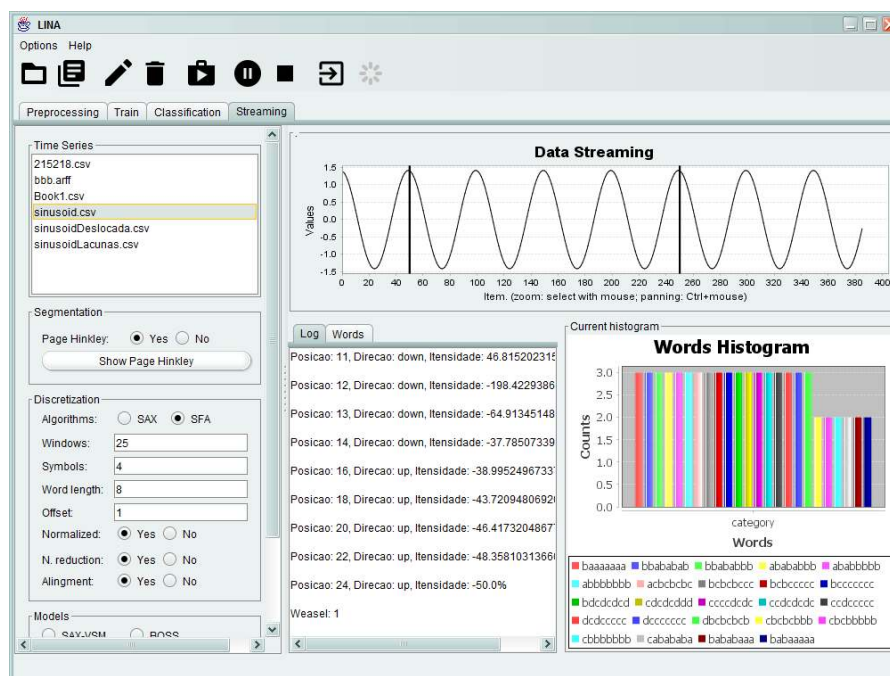 LINA
Options Help
Preprocessing Train Classification Streaming
Time Series
215218.csv
bbb.arff
Book1.csv
sinusoid.csv
sinusoidDeslocada.csv
sinusoidLacunas.csv
Segmentation
Page Hinkley: Yes No
Show Page Hinkley
Discretization
Algorithms: SAX SFA
Windows: 25
Symbols: 4
Word length: 8
Offset: 1
Normalized: Yes No
N. reduction: Yes No
Alingment: Yes No
Models
SAX-VSM BOSS
Data Streaming
Values
1.5
1.0
0.5
0.0
-0.5
-1.0
-1.5
0 20 40 60 80 100 120 140 160 180 200 220 240 260 280 300 320 340 360 380 400
Item. (zoom: select with mouse; panning: Ctrl+mouse)
Log Words
Posicao: 11, Direcao: down, Itensidade: 46.815202315
Posicao: 12, Direcao: down, Itensidade: -198.4229386
Posicao: 13, Direcao: down, Itensidade: -64.91345148
Posicao: 14, Direcao: down, Itensidade: -37.78507339
Posicao: 16, Direcao: up, Itensidade: -38.9952496733
Posicao: 18, Direcao: up, Itensidade: -43.7209480692
Posicao: 20, Direcao: up, Itensidade: -46.4173204867
Posicao: 22, Direcao: up, Itensidade: -48.3581031366
Posicao: 24, Direcao: up, Itensidade: -50.0%
Weasel: 1
Current histogram
Words Histogram
Counts
3.0
2.5
2.0
1.5
1.0
0.5
0.0
category
Words
baaaaaaa bbababab bbababbb abababbb ababbbbb
abbbbbbb acbcbcbc bcbcbccc bcbccccc bccccccc
bdcdcdcd cdcdcddd ccccdcdc ccdcdcdc ccdccccc
dcdccccc dccccccc dbcbcbcb cbcbcbbb cbcbbbbb
cbbbbbbb cabababa bababaaa babaaaaa